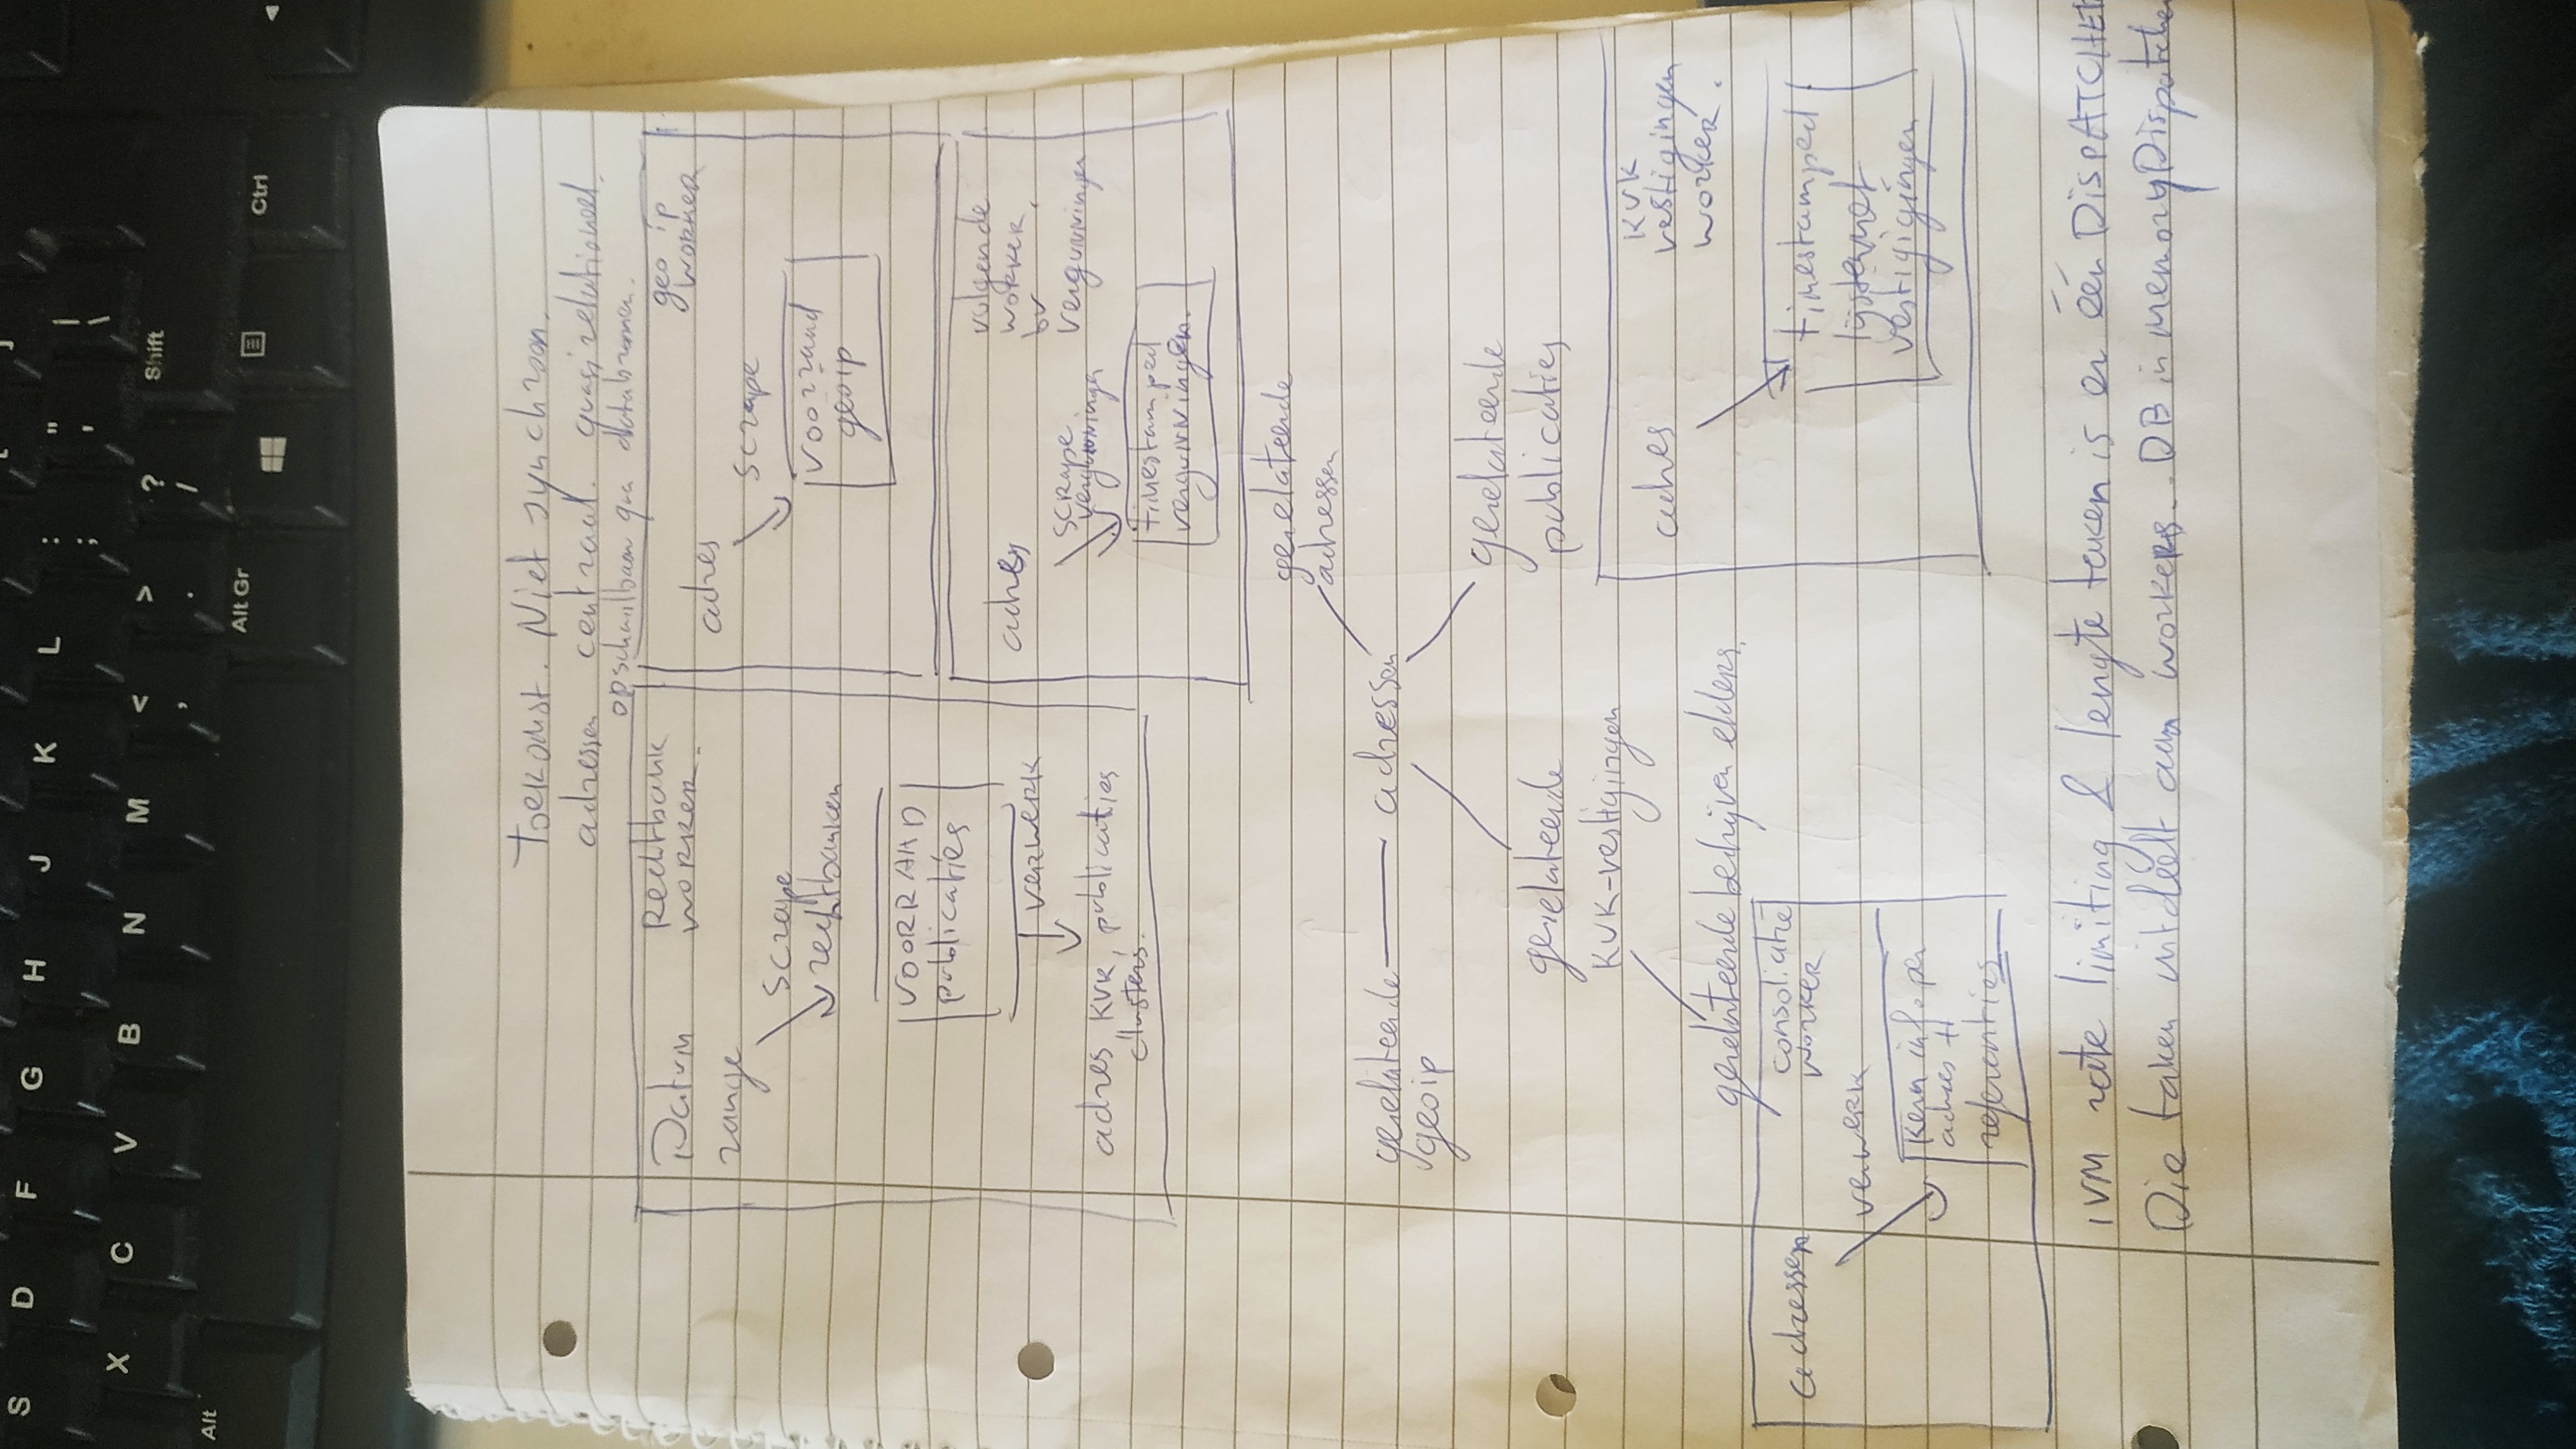 S D F G H J K L : ; " ' | \
X C V B N M < , > . ? / Shift
Alt Alt Gr Ctrl
Toekomst. Niet synchroon.
adressen centraal. quasirelationeel.
opschaalbaar qua databronnen.
Datum
range
Rechtbank
WORKER.
scrape
rechtbanken
VOORRAAD
publicaties
verwerk
adres, KVK, publicaties
clusters.
geo ip
WORKER
adres
scrape
voorraad
geoip
adres
volgende
WORKER,
bv
vergunningen
scrape
vergunningen
timestamped
vergunningen.
gerelateerde
adressen
gerelateerde
geoip
adressen
gerelateerde
publicaties
gerelateerde
KVK-vestigingen
gerelateerde bedrijven elders.
adres
KVK
vestigingen
worker.
timestamped
lijsten met
vestigigingen
adressen
consolidatie
WORKER
verwerk
Kern info per
adres +
referenties
IVM rate limiting & lengte taken is er één DISPATCHER
Die taken uitdeelt aan workers.. DB in memory Dispatcher